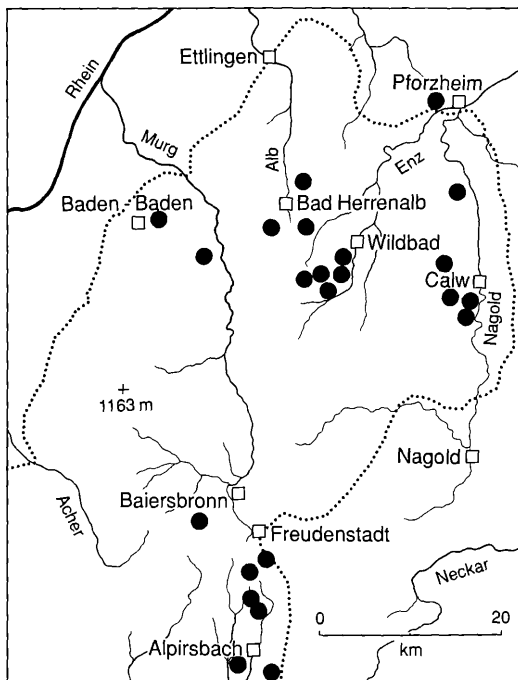 Ettlingen
Rhein
Pforzheim
Murg
Alb
Enz
Baden-Baden
Bad Herrenalb
Wildbad
Calw
Nagold
1163 m
Nagold
Baiersbronn
Acher
Freudenstadt
Neckar
0 20
km
Alpirsbach